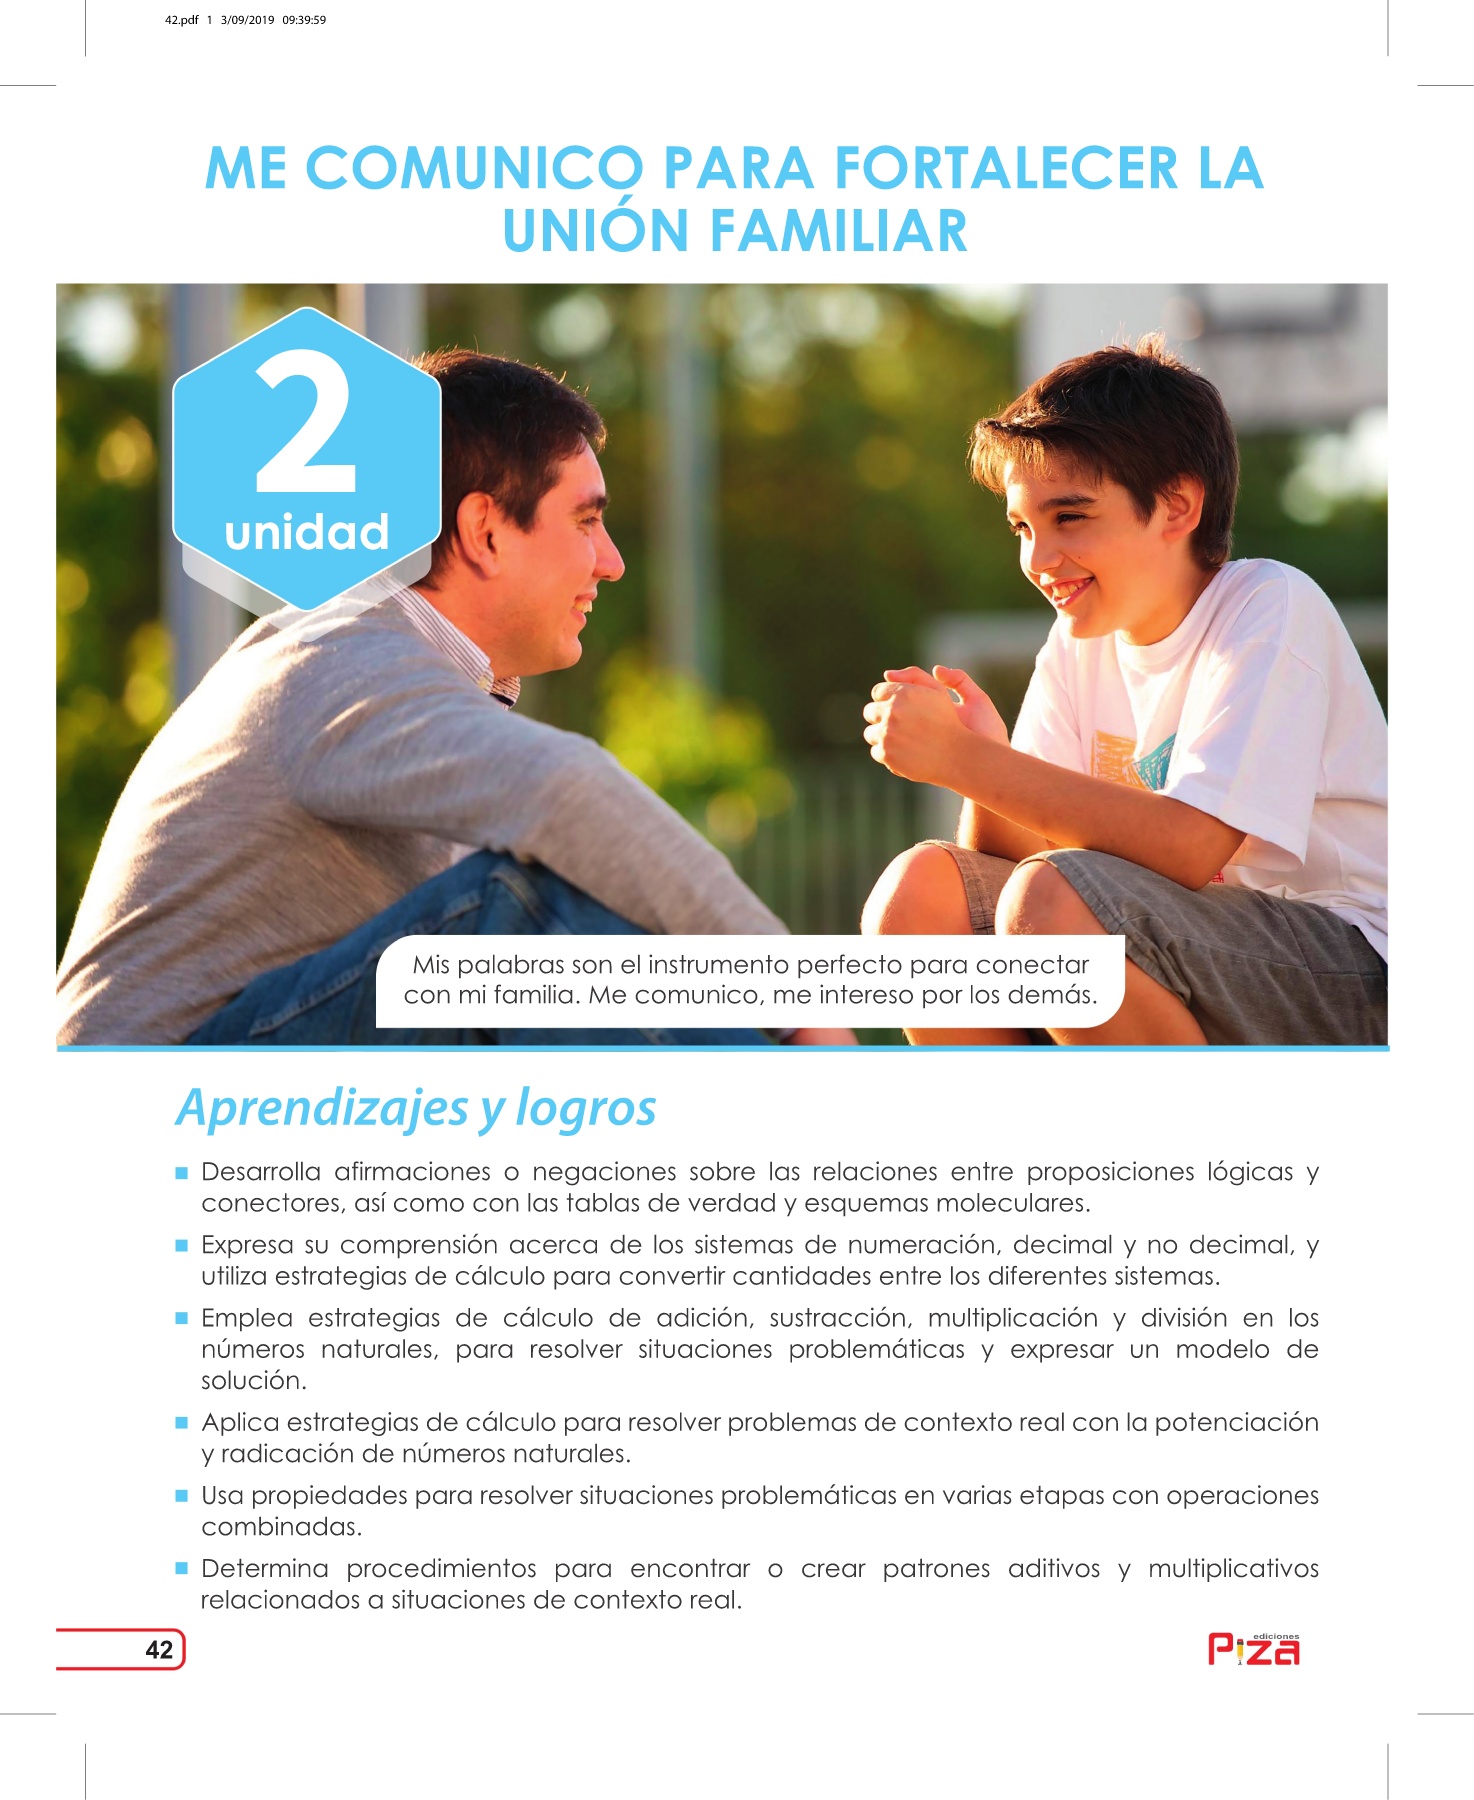 42.pdf 1 3/09/2019 09:39:59
ME COMUNICO PARA FORTALECER LA
UNIÓN FAMILIAR
2
unidad
Mis palabras son el instrumento perfecto para conectar
con mi familia. Me comunico, me intereso por los demás.
Aprendizajes y logros
Desarrolla afirmaciones o negaciones sobre las relaciones entre proposiciones lógicas y
conectores, así como con las tablas de verdad y esquemas moleculares.
Expresa su comprensión acerca de los sistemas de numeración, decimal y no decimal, y
utiliza estrategias de cálculo para convertir cantidades entre los diferentes sistemas.
Emplea estrategias de cálculo de adición, sustracción, multiplicación y división en los
números naturales, para resolver situaciones problemáticas y expresar un modelo de
solución.
Aplica estrategias de cálculo para resolver problemas de contexto real con la potenciación
y radicación de números naturales.
Usa propiedades para resolver situaciones problemáticas en varias etapas con operaciones
combinadas.
Determina procedimientos para encontrar o crear patrones aditivos y multiplicativos
relacionados a situaciones de contexto real.
42
ediciones
Piza